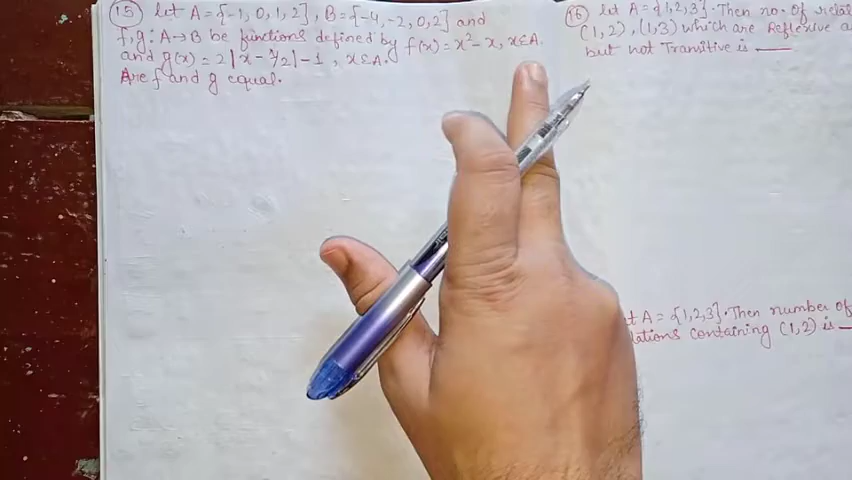 15 let A = {-1, 0, 1, 2}, B = {-4, -2, 0, 2} and
f, g : A → B be functions defined by f(x) = x² - x, x ∈ A.
and g(x) = 2 | x - 1/2 | - 1, x ∈ A.
Are f and g equal.
16 let A = {1, 2, 3}. Then no. of
(1, 2), (1, 3) which are Reflexive
but not Transitive is ____
A = {1, 2, 3}. Then number of
containing (1, 2) is